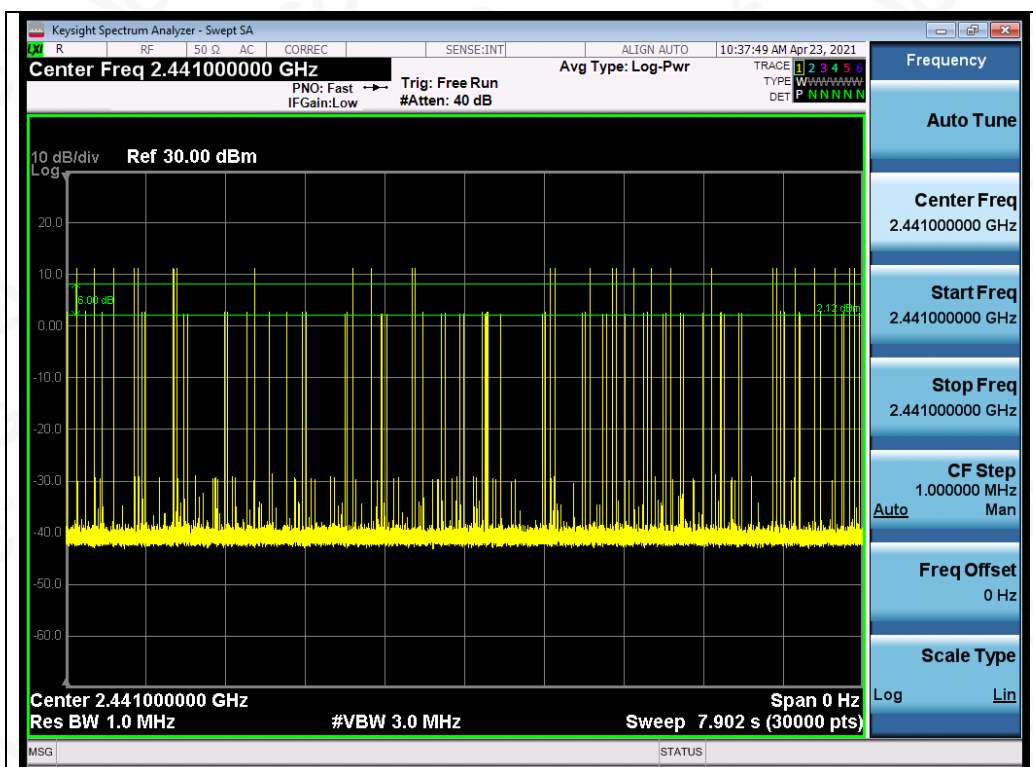 Keysight Spectrum Analyzer - Swept SA
LXI R RF 50 Ω AC CORREC SENSE:INT ALIGN AUTO 10:37:49 AM Apr 23, 2021
Center Freq 2.441000000 GHz
Avg Type: Log-Pwr
TRACE 1 2 3 4 5 6
PNO: Fast
Trig: Free Run
TYPE WWWWWW
IFGain:Low
#Atten: 40 dB
DET P N N N N N
10 dB/div Ref 30.00 dBm
Log
20.0
10.0
6.00 dB
2.12 dBm
0.00
-10.0
-20.0
-30.0
-40.0
-50.0
-60.0
Center 2.441000000 GHz
Span 0 Hz
Res BW 1.0 MHz
#VBW 3.0 MHz
Sweep 7.902 s (30000 pts)
MSG
STATUS
Frequency
Auto Tune
Center Freq
2.441000000 GHz
Start Freq
2.441000000 GHz
Stop Freq
2.441000000 GHz
CF Step
1.000000 MHz
Auto Man
Freq Offset
0 Hz
Scale Type
Log Lin